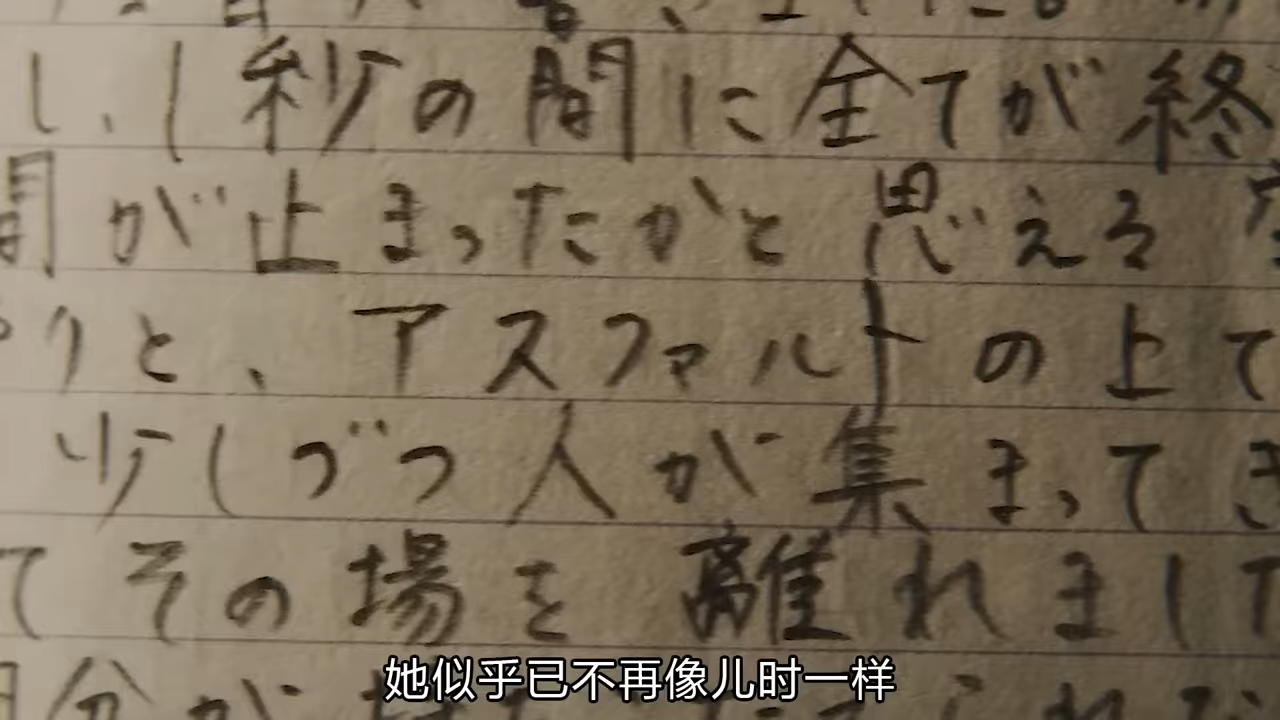 し、1秒の間に全てが終
間が止まったかと思える空
りと、アスファルトの上で
少しづつ人が集まってき
てその場を離れまして
她似乎已不再像儿时一样